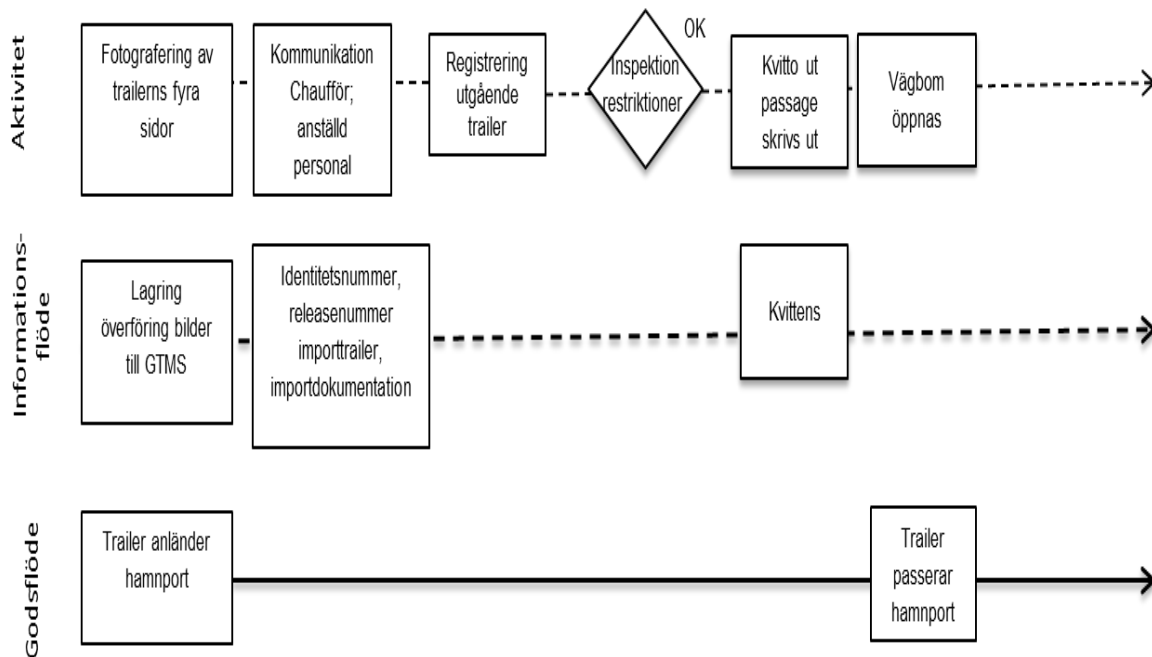 Aktivitet
Fotografering av
trailerns fyra
sidor
Kommunikation
Chaufför;
anställd
personal
Registrering
utgående
trailer
Inspektion
restriktioner
OK
Kvitto ut
passage
skrivs ut
Vägbom
öppnas
Informations-
flöde
Lagring
överföring bilder
till GTMS
Identitetsnummer,
releasenummer
importtrailer,
importdokumentation
Kvittens
Godsflöde
Trailer anländer
hamnport
Trailer
passerar
hamnport